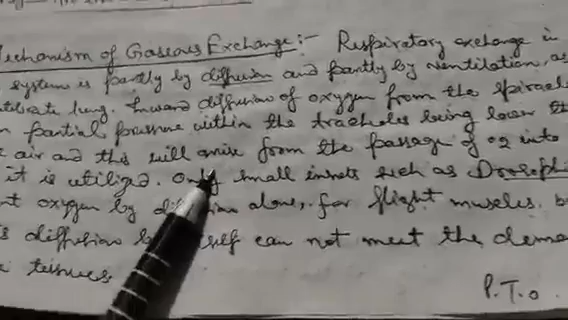 Mechanism of Gaseous Exchange:- Respiratory exchange in
system is partly by diffusion and partly by ventilation, as
lung. Inward diffusion of oxygen from the spiracle
partial pressure within the tracheoles being lower th
air and this will arise from the passage of O2 into
it is utilized. Only small insects such as Drosophi
t oxygen by alone, for flight muscles. b
s diffusion by itself can not meet the dema
tissues
P.T.O